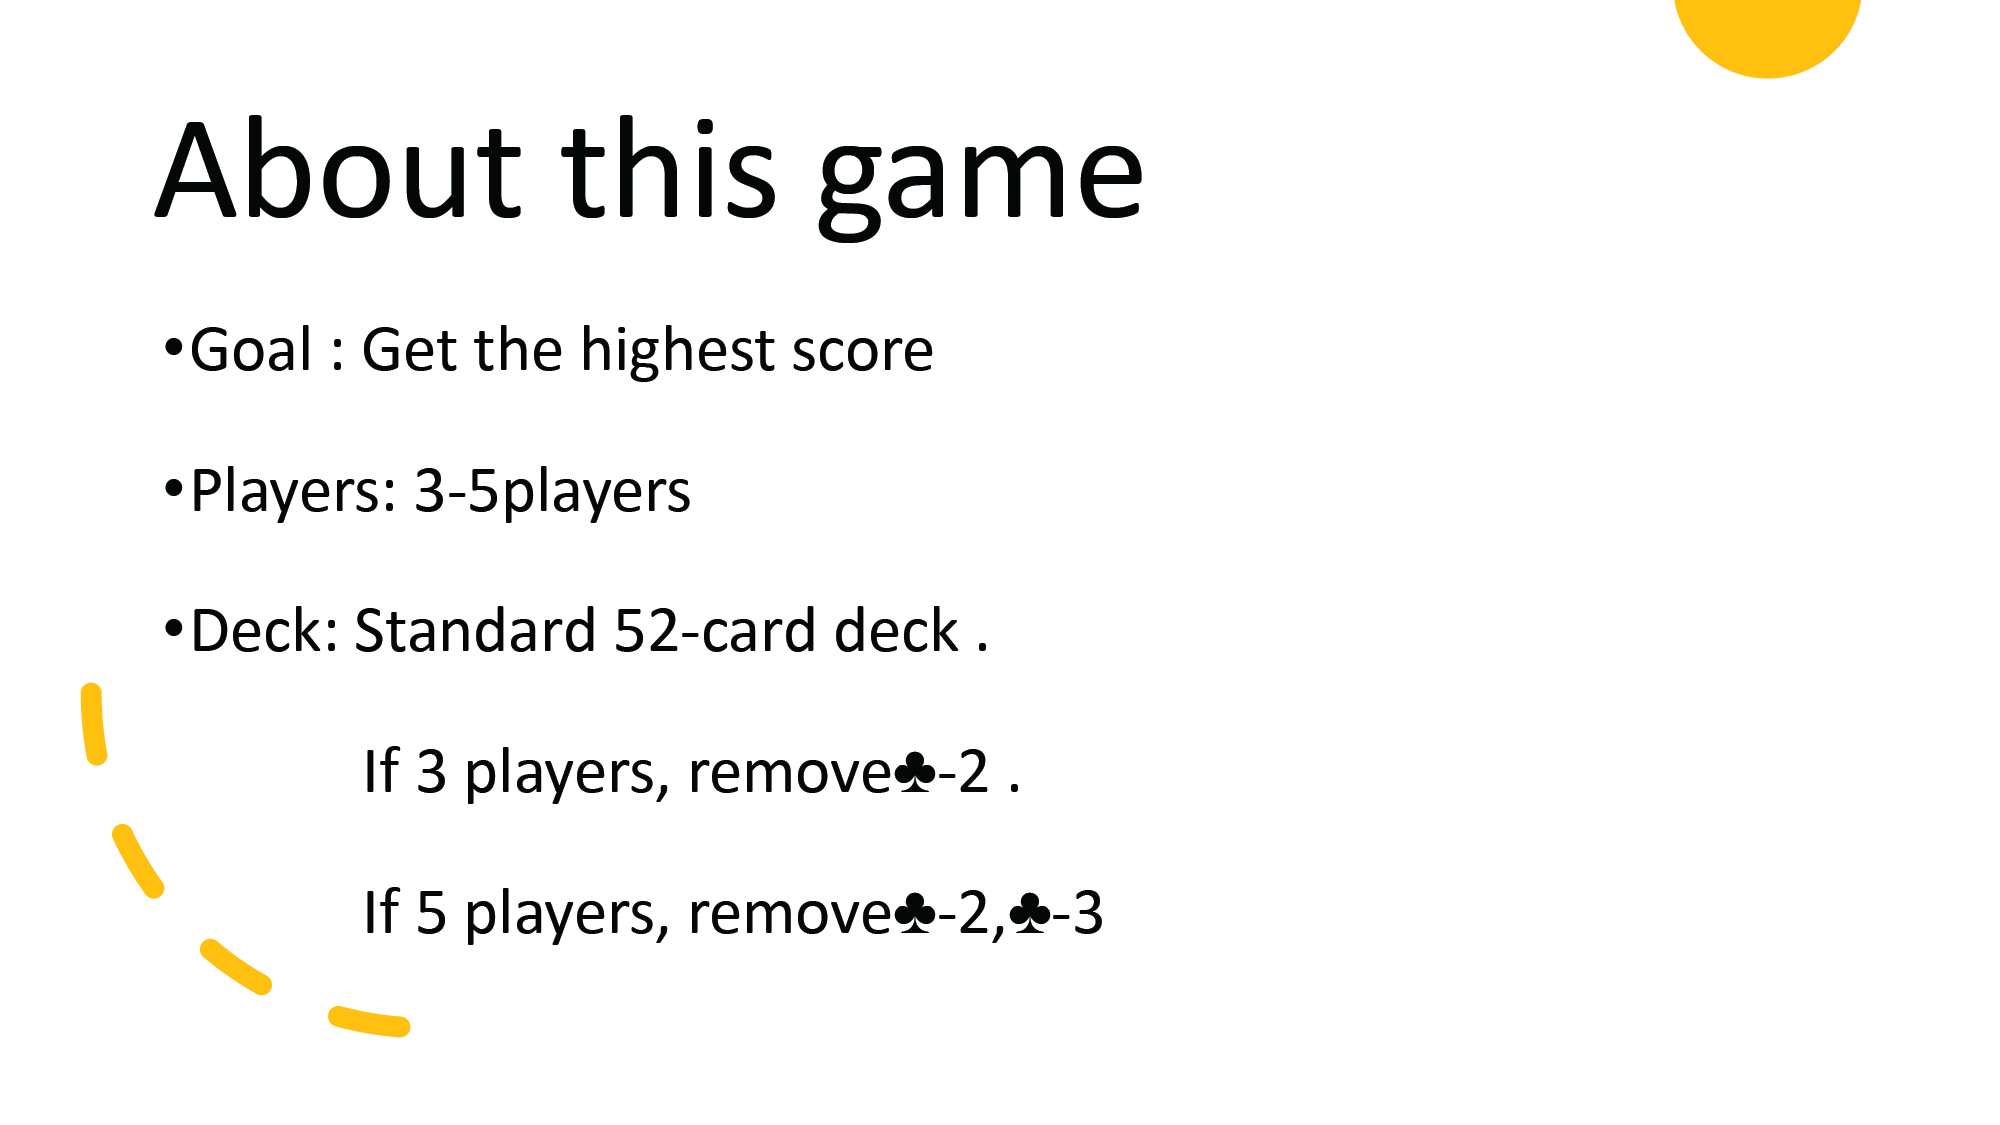 About this game
•Goal : Get the highest score
•Players: 3-5players
•Deck: Standard 52-card deck .
If 3 players, remove♣-2 .
If 5 players, remove♣-2,♣-3